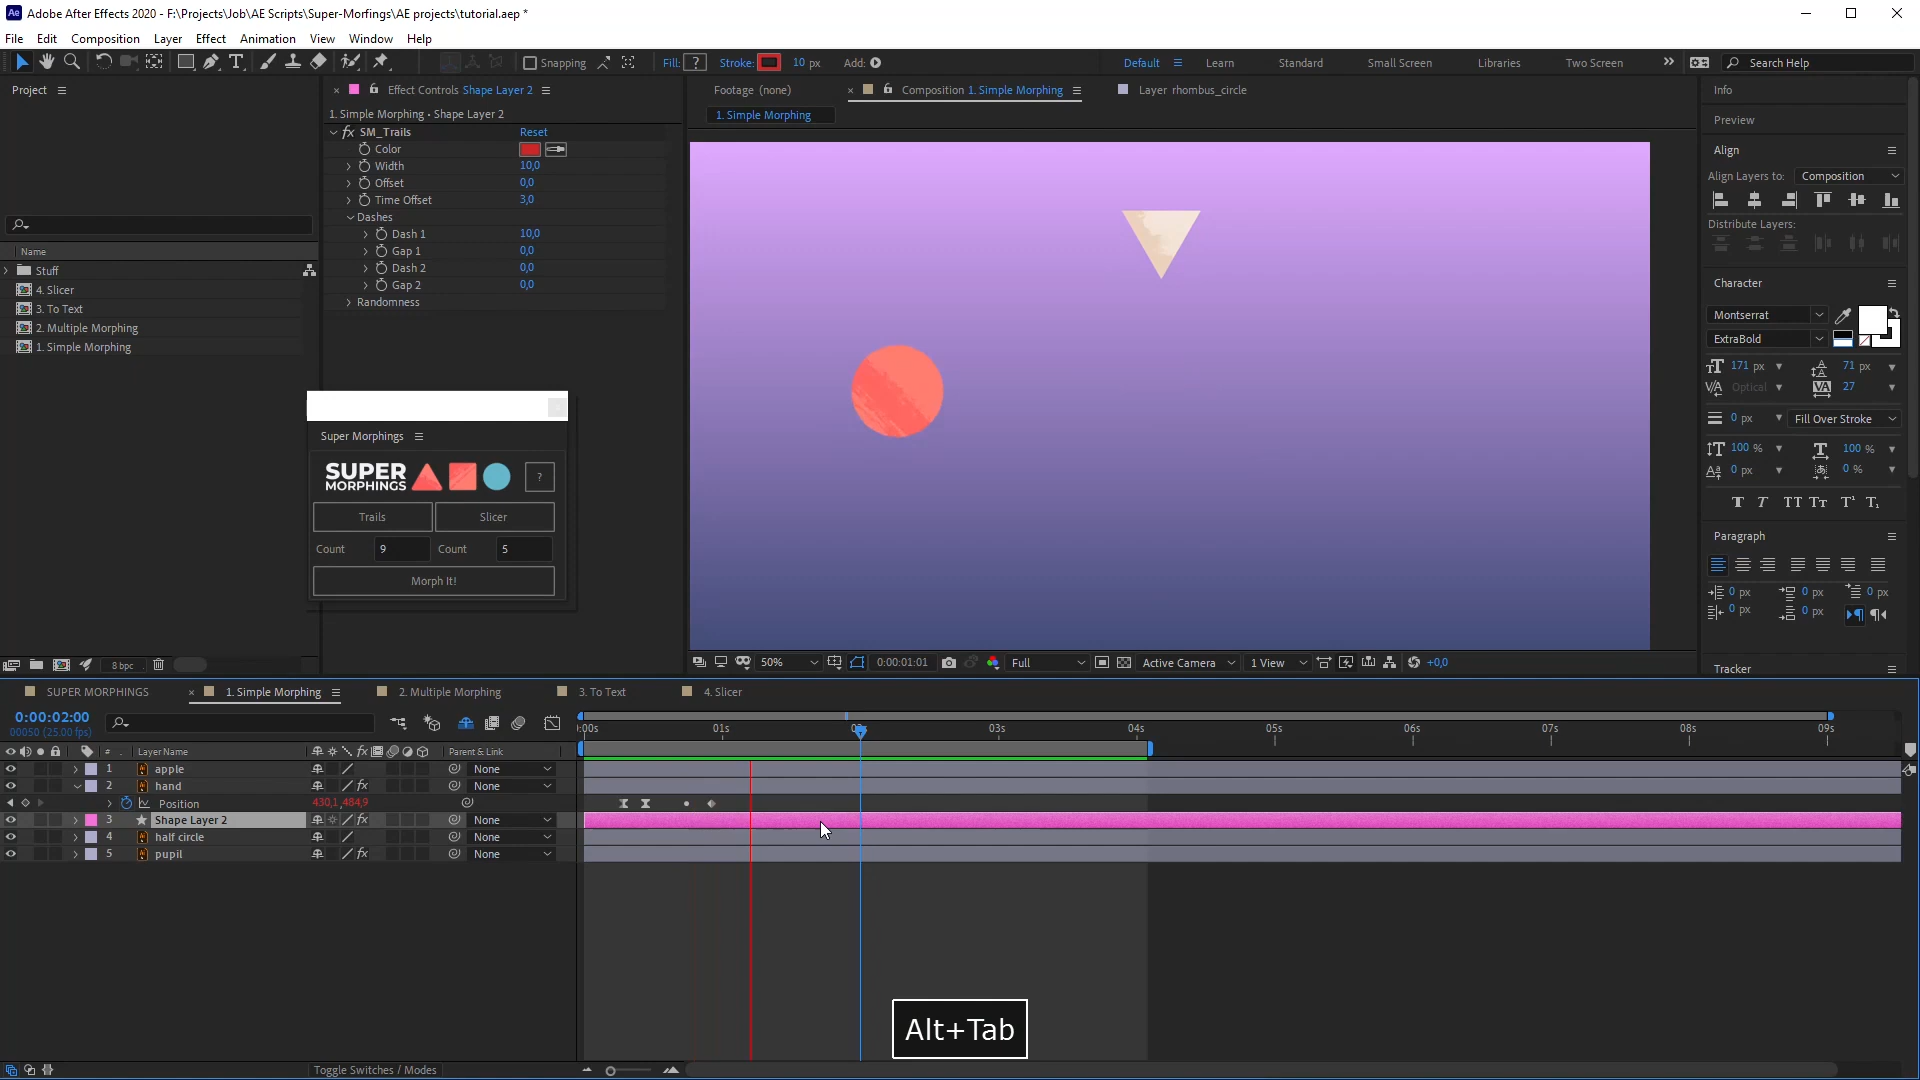 Adobe After Effects 2020 - F:\Projects\Job\AE Scripts\Super-Morfings\AE projects\tutorial.aep *
File Edit Composition Layer Effect Animation View Window Help
Snapping Fill: ? Stroke: 10 px Add: Default Learn Standard Small Screen Libraries Two Screen Search Help
Project
Name
Stuff
4. Slicer
3. To Text
2. Multiple Morphing
1. Simple Morphing
8 bpc
Effect Controls Shape Layer 2
1. Simple Morphing • Shape Layer 2
fx SM_Trails Reset
Color
Width 10,0
Offset 0,0
Time Offset 3,0
Dashes
Dash 1 10,0
Gap 1 0,0
Dash 2 0,0
Gap 2 0,0
Randomness
Super Morphings
SUPER
MORPHINGS
?
Trails Slicer
Count 9 Count 5
Morph It!
Footage (none) Composition 1. Simple Morphing Layer rhombus_circle
1. Simple Morphing
50% 0:00:01:01 Full Active Camera 1 View +0,0
Info
Preview
Align
Align Layers to: Composition
Distribute Layers:
Character
Montserrat
ExtraBold
171 px 71 px
Optical 27
0 px Fill Over Stroke
100 % 100 %
0 px 0 %
T T TT Tt T¹ T₁
Paragraph
0 px 0 px 0 px
0 px 0 px
Tracker
SUPER MORPHINGS 1. Simple Morphing 2. Multiple Morphing 3. To Text 4. Slicer
0:00:02:00
00050 (25.00 fps)
:00s 01s 03s 04s 05s 06s 07s 08s 09s
# Layer Name fx Parent & Link
1 apple None
2 hand fx None
Position 430,1,484,9
3 Shape Layer 2 fx None
4 half circle None
5 pupil fx None
Alt+Tab
Toggle Switches / Modes